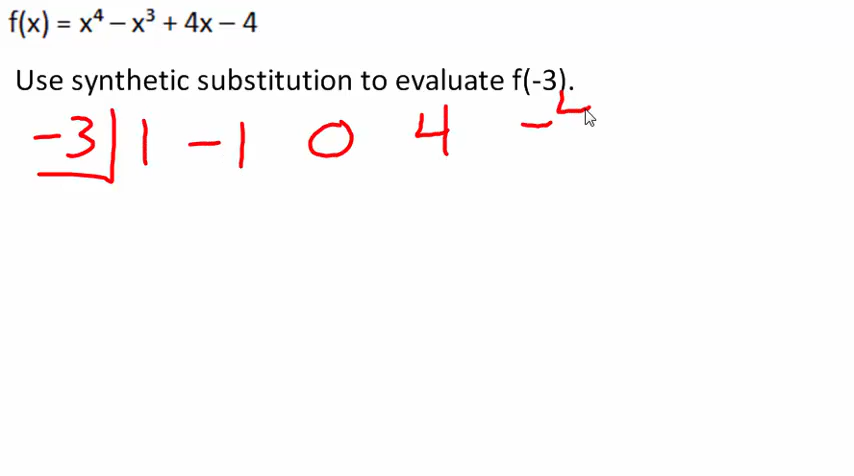 f(x) = x⁴ – x³ + 4x – 4
Use synthetic substitution to evaluate f(-3).
-3 | 1 -1 0 4 -4